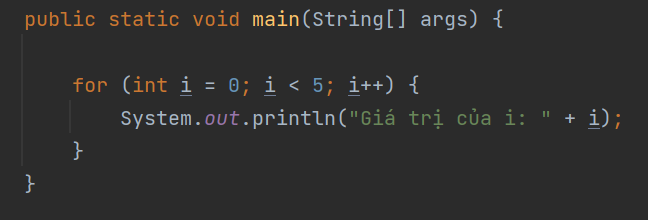 public static void main(String[] args) {
for (int i = 0; i < 5; i++) {
System.out.println("Giá trị của i: " + i);
}
}